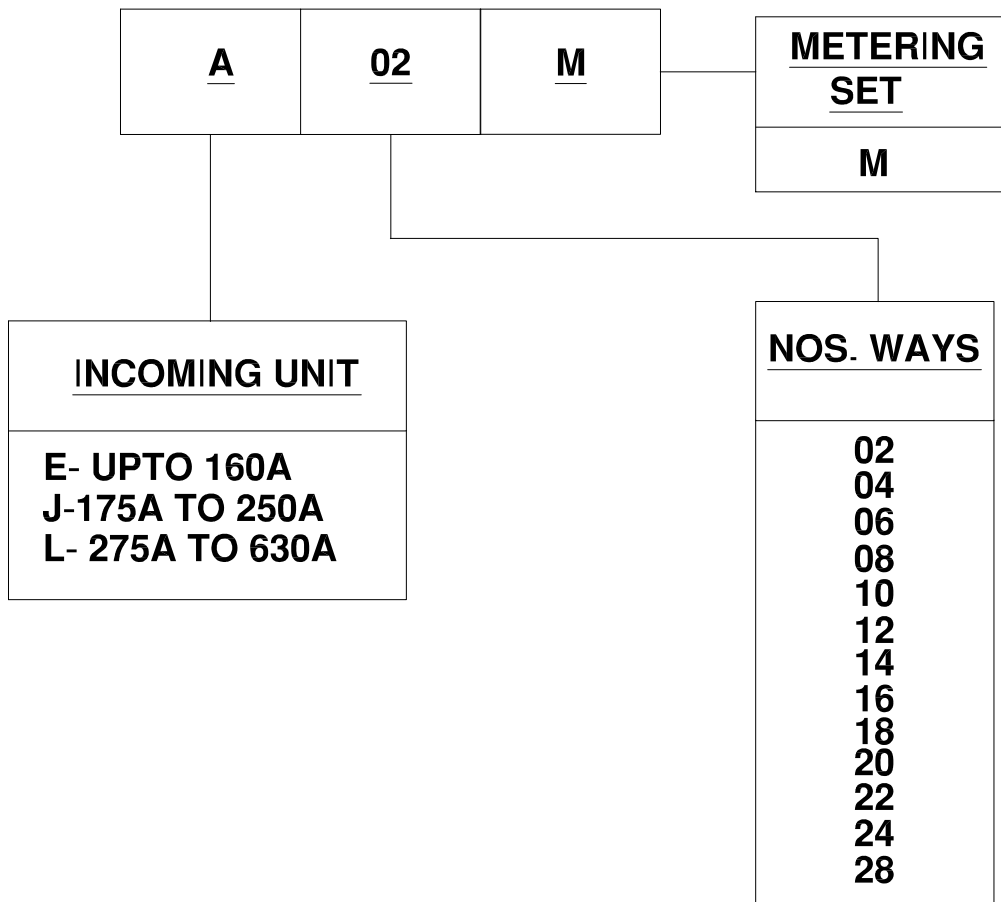 A 02 M
METERING
SET
M
INCOMING UNIT
E- UPTO 160A
J-175A TO 250A
L- 275A TO 630A
NOS. WAYS
02
04
06
08
10
12
14
16
18
20
22
24
28